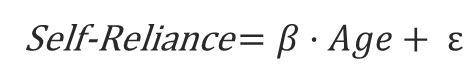 Self-Reliance= β · Age + ε